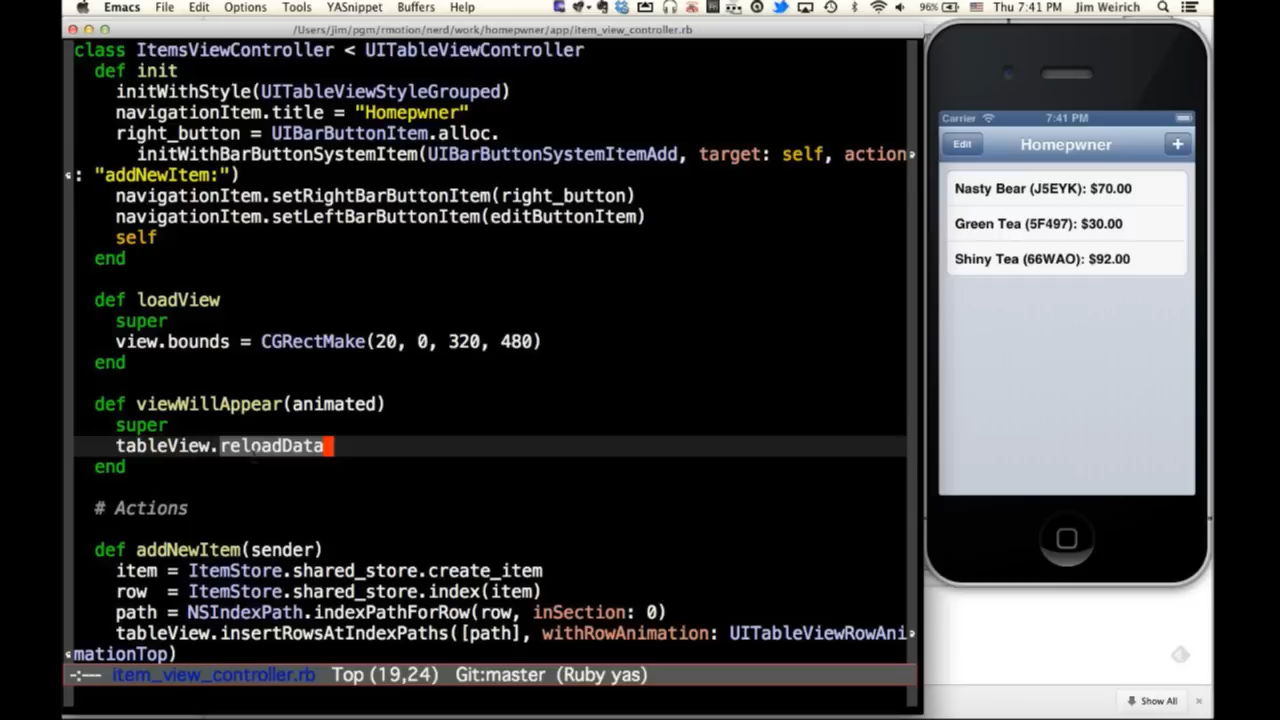 Emacs File Edit Options Tools YASnippet Buffers Help 96% Thu 7:41 PM Jim Weirich
/Users/jim/pgm/rmotion/nerd/work/homepwner/app/item_view_controller.rb
class ItemsViewController < UITableViewController
def init
initWithStyle(UITableViewStyleGrouped)
navigationItem.title = "Homepwner"
right_button = UIBarButtonItem.alloc.
initWithBarButtonSystemItem(UIBarButtonSystemItemAdd, target: self, action
: "addNewItem:")
navigationItem.setRightBarButtonItem(right_button)
navigationItem.setLeftBarButtonItem(editButtonItem)
self
end
def loadView
super
view.bounds = CGRectMake(20, 0, 320, 480)
end
def viewWillAppear(animated)
super
tableView.reloadData
end
# Actions
def addNewItem(sender)
item = ItemStore.shared_store.create_item
row = ItemStore.shared_store.index(item)
path = NSIndexPath.indexPathForRow(row, inSection: 0)
tableView.insertRowsAtIndexPaths([path], withRowAnimation: UITableViewRowAni
mationTop)
-:--- item_view_controller.rb Top (19,24) Git:master (Ruby yas)
Carrier 7:41 PM
Edit Homepwner +
Nasty Bear (J5EYK): $70.00
Green Tea (5F497): $30.00
Shiny Tea (66WAO): $92.00
Show All